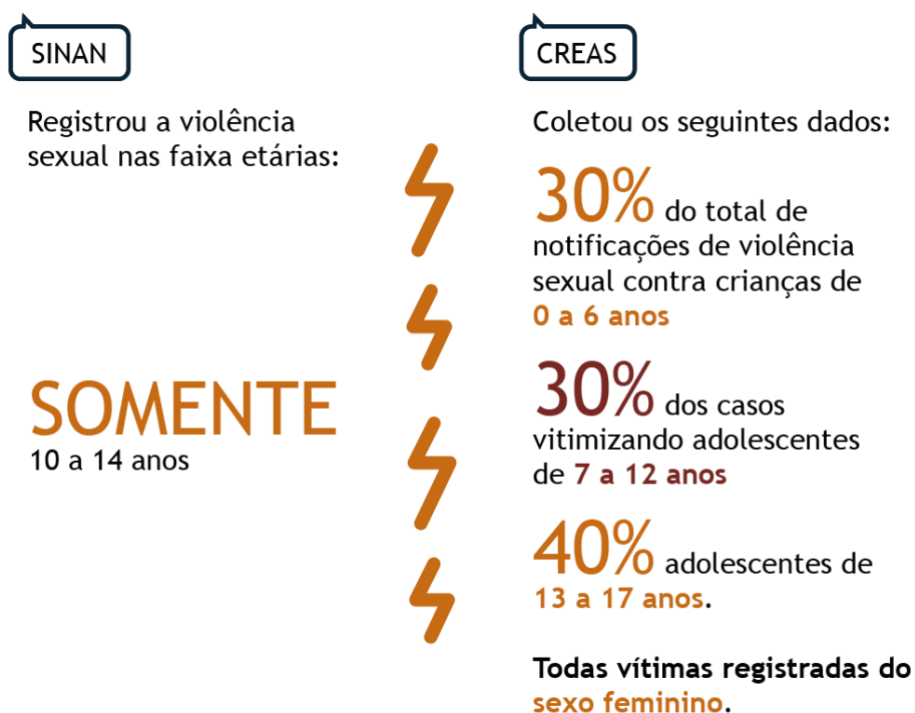 SINAN
Registrou a violência
sexual nas faixa etárias:
SOMENTE
10 a 14 anos
CREAS
Coletou os seguintes dados:
30% do total de
notificações de violência
sexual contra crianças de
0 a 6 anos
30% dos casos
vitimizando adolescentes
de 7 a 12 anos
40% adolescentes de
13 a 17 anos.
Todas vítimas registradas do
sexo feminino.